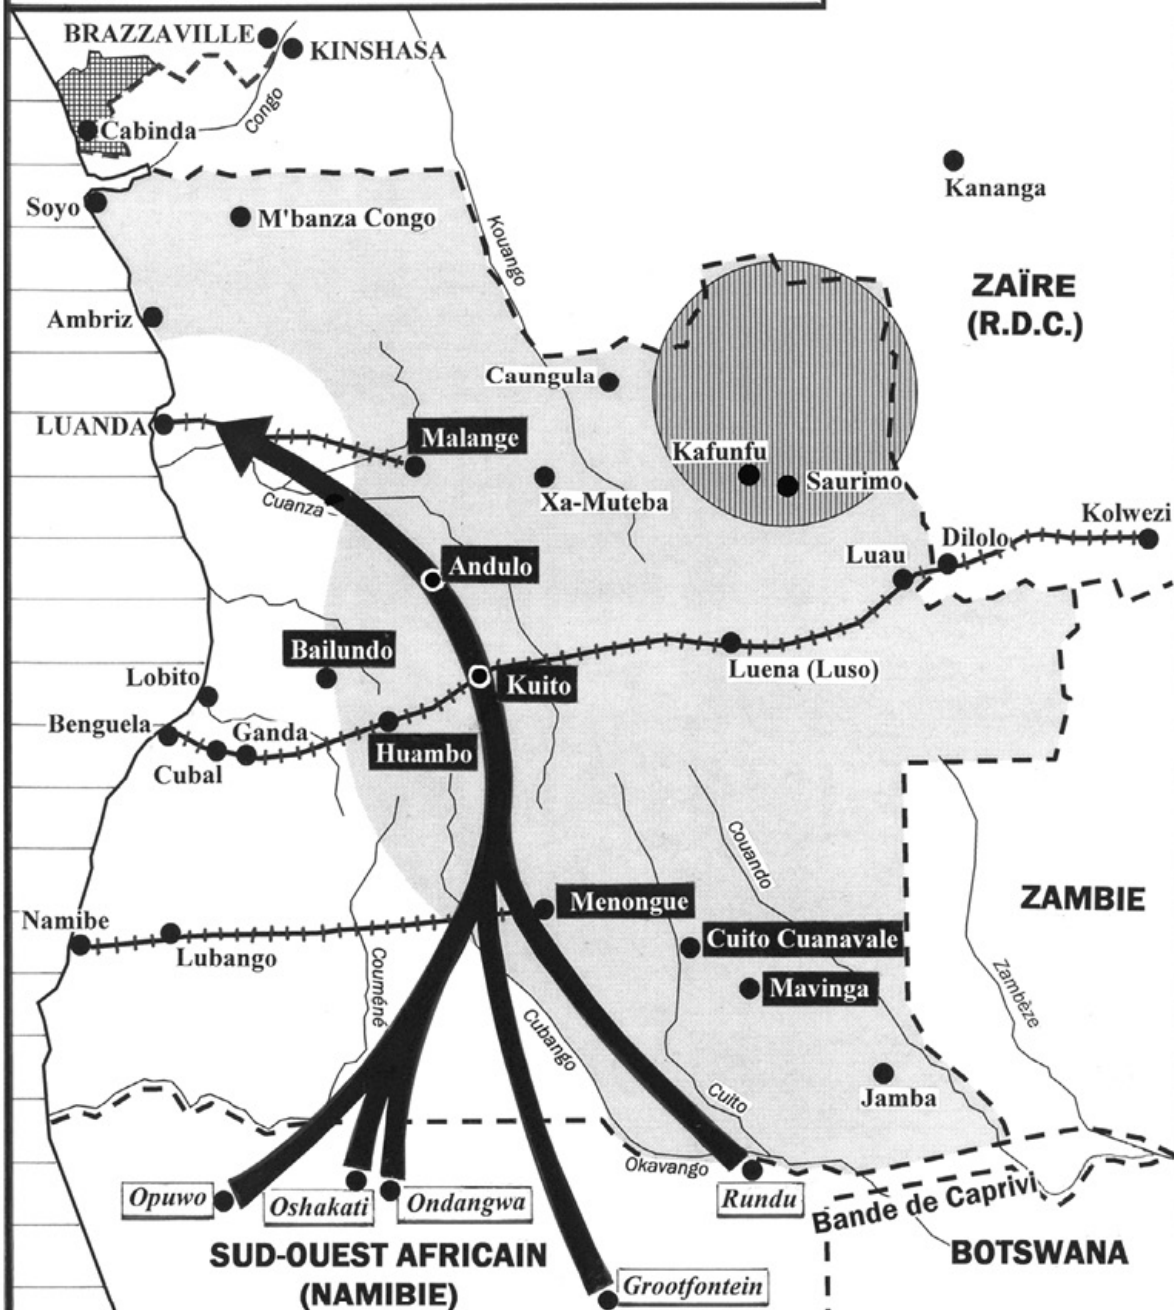 BRAZZAVILLE
KINSHASA
Congo
Cabinda
Kananga
Soyo
M'banza Congo
Kouango
ZAÏRE
(R.D.C.)
Ambriz
Caungula
LUANDA
Malange
Kafunfu
Saurimo
Xa-Muteba
Cuanza
Kolwezi
Dilolo
Luau
Andulo
Bailundo
Luena (Luso)
Lobito
Kuito
Benguela
Ganda
Huambo
Cubal
Couando
Menongue
ZAMBIE
Namibe
Cuito Cuanavale
Lubango
Mavinga
Couméné
Zambèze
Cubango
Jamba
Cuito
Okavango
Opuwo
Oshakati
Ondangwa
Rundu
Bande de Caprivi
SUD-OUEST AFRICAIN
(NAMIBIE)
BOTSWANA
Grootfontein